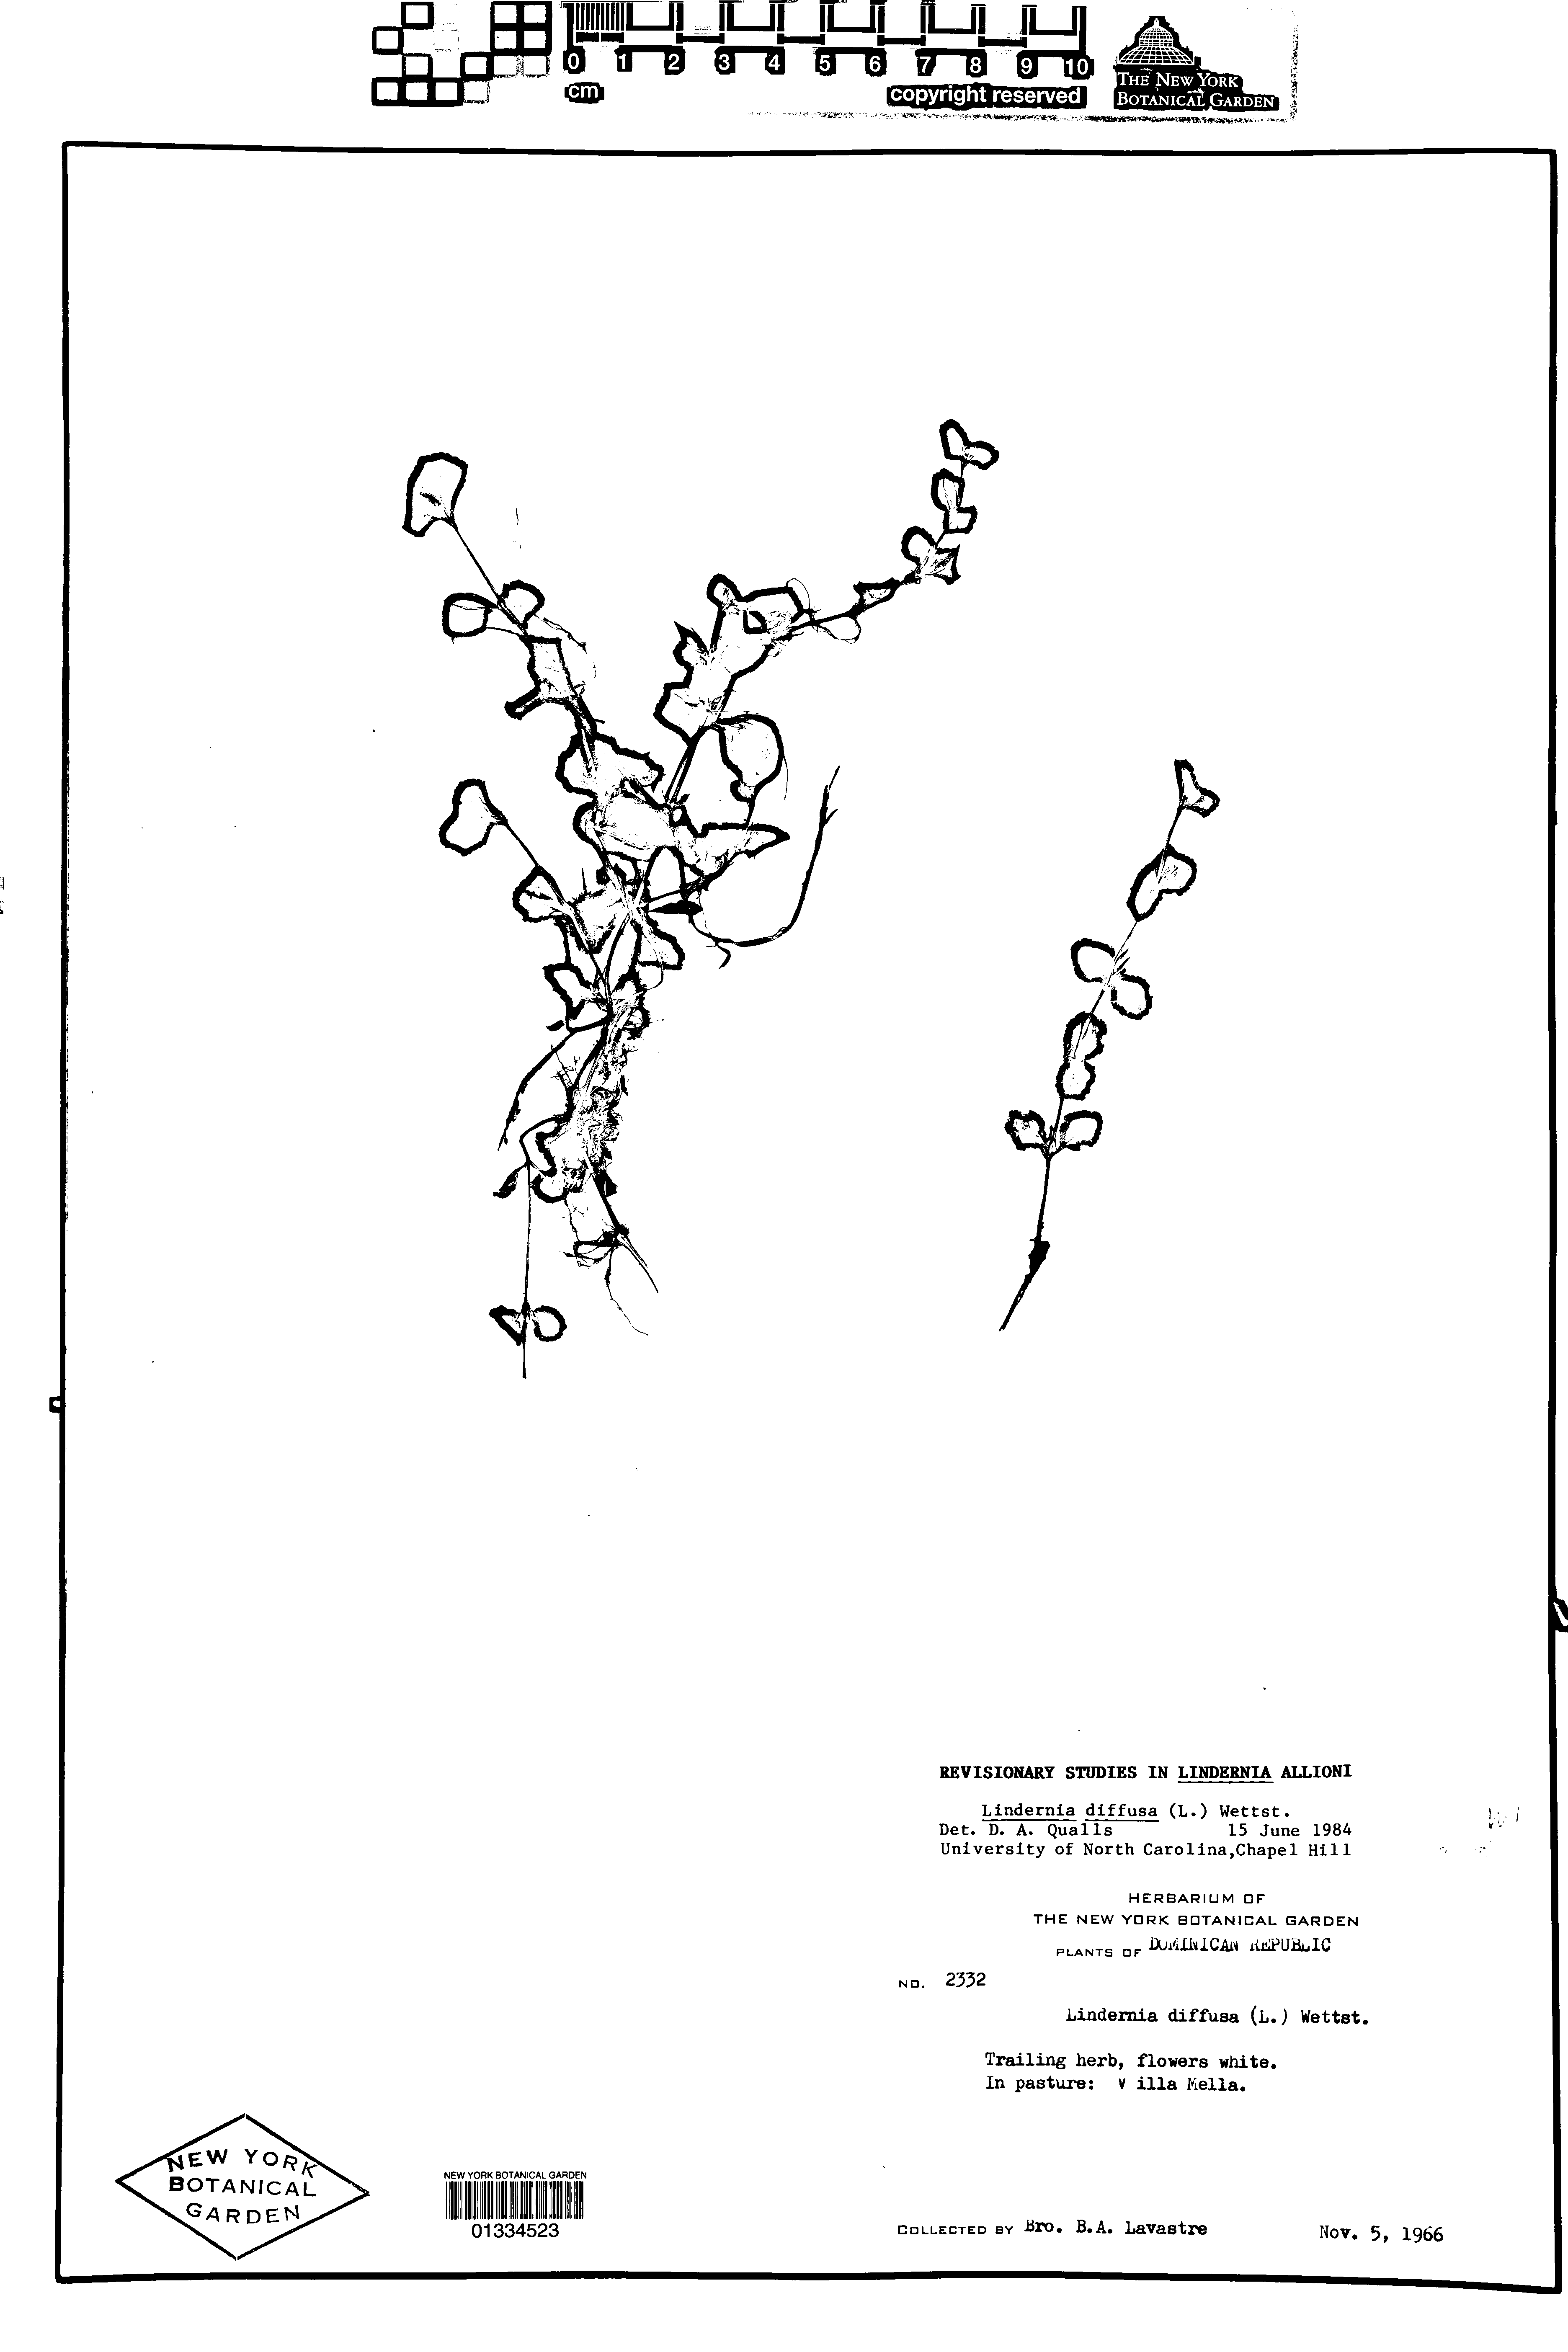 0 1 2 3 4 5 6 7 8 9 10
cm
copyright reserved
THE NEW YORK
BOTANICAL GARDEN
REVISIONARY STUDIES IN LINDERNIA ALLIONI
Lindernia diffusa (L.) Wettst.
Det. D. A. Qualls 15 June 1984
University of North Carolina,Chapel Hill
HERBARIUM OF
THE NEW YORK BOTANICAL GARDEN
PLANTS OF DOMINICAN REPUBLIC
NO. 2332
Lindernia diffusa (L.) Wettst.
Trailing herb, flowers white.
In pasture: V illa Mella.
NEW YORK
BOTANICAL
GARDEN
NEW YORK BOTANICAL GARDEN
01334523
COLLECTED BY Bro. B.A. Lavastre Nov. 5, 1966